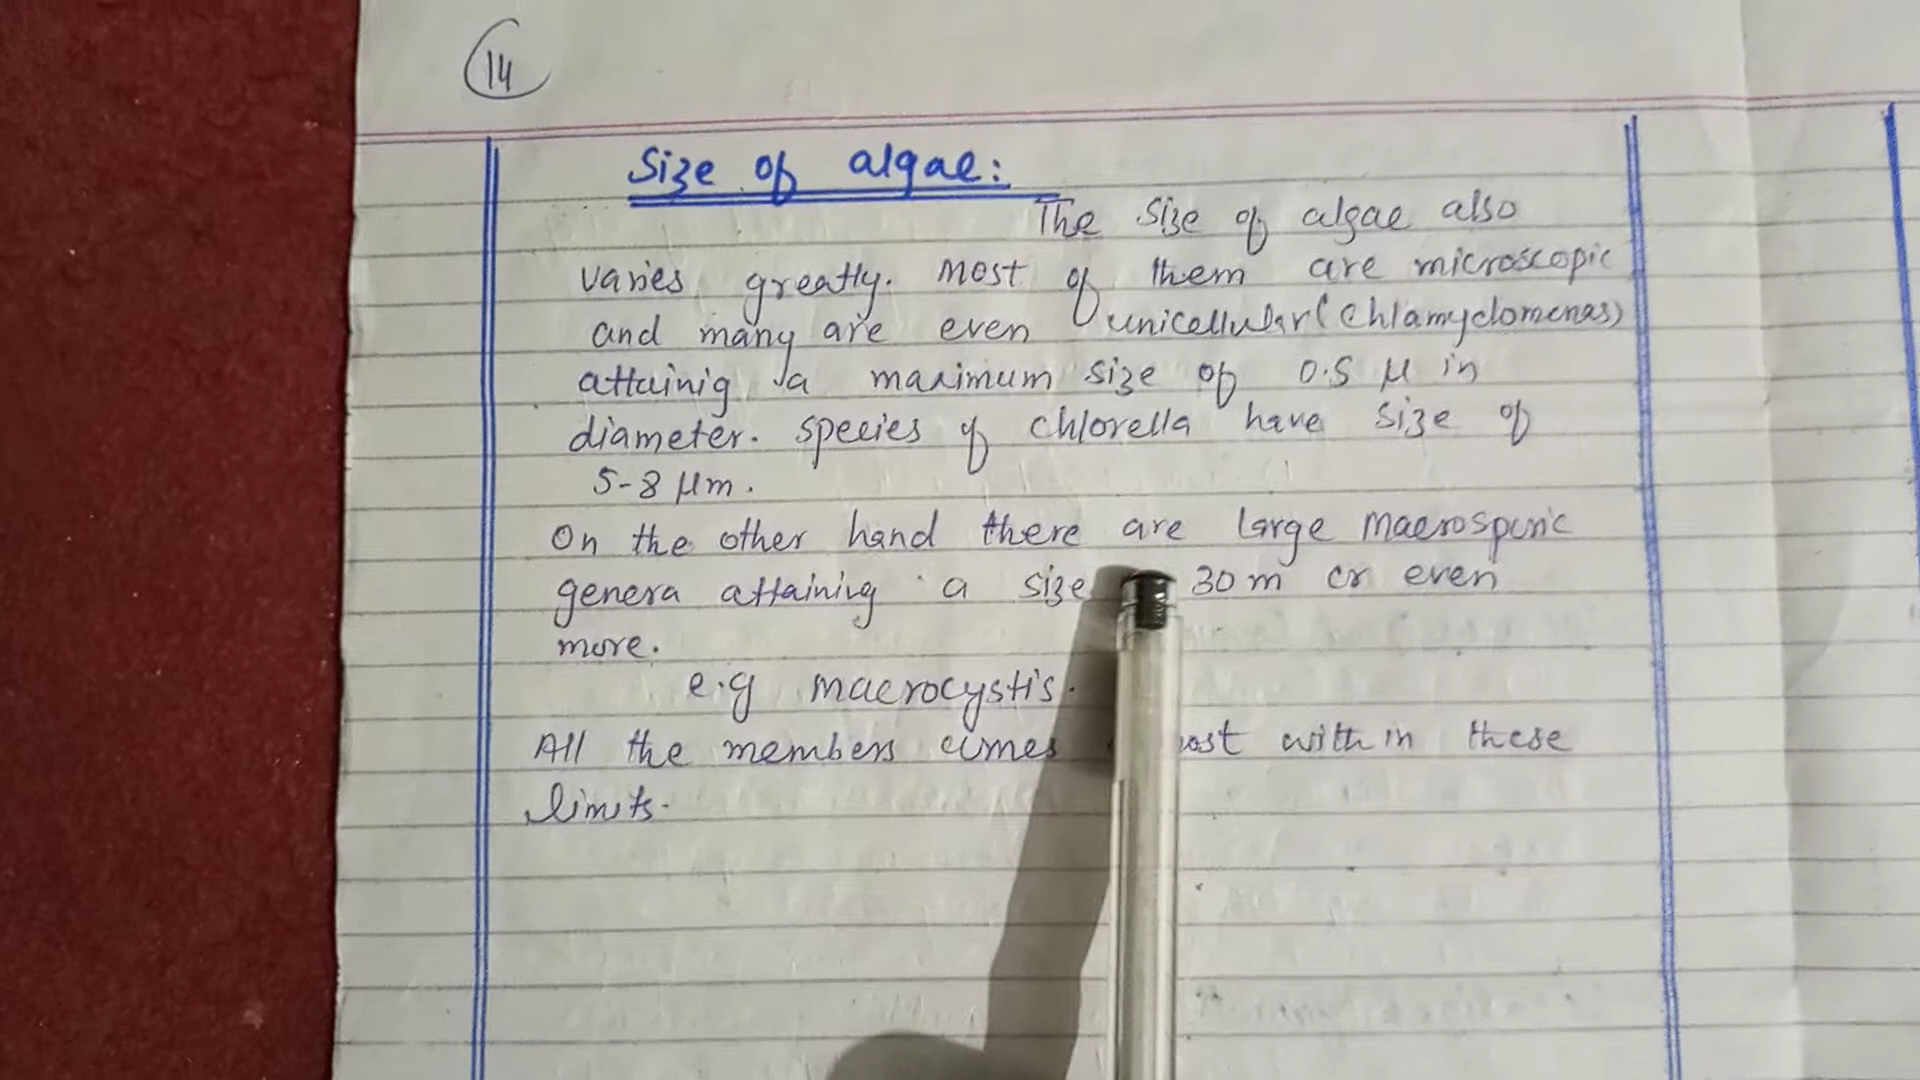 14
Size of algae:
The size of algae also
varies greatly. Most of them are microscopic
and many are even unicellular (Chlamydomonas)
attainig a maximum size of 0.5 μ in
diameter. species of chlorella have size of
5-8 μm.
On the other hand there are large macrosporic
genera attaining a size 30 m or even
more.
e.g macrocystis.
All the members comes within these
limits.